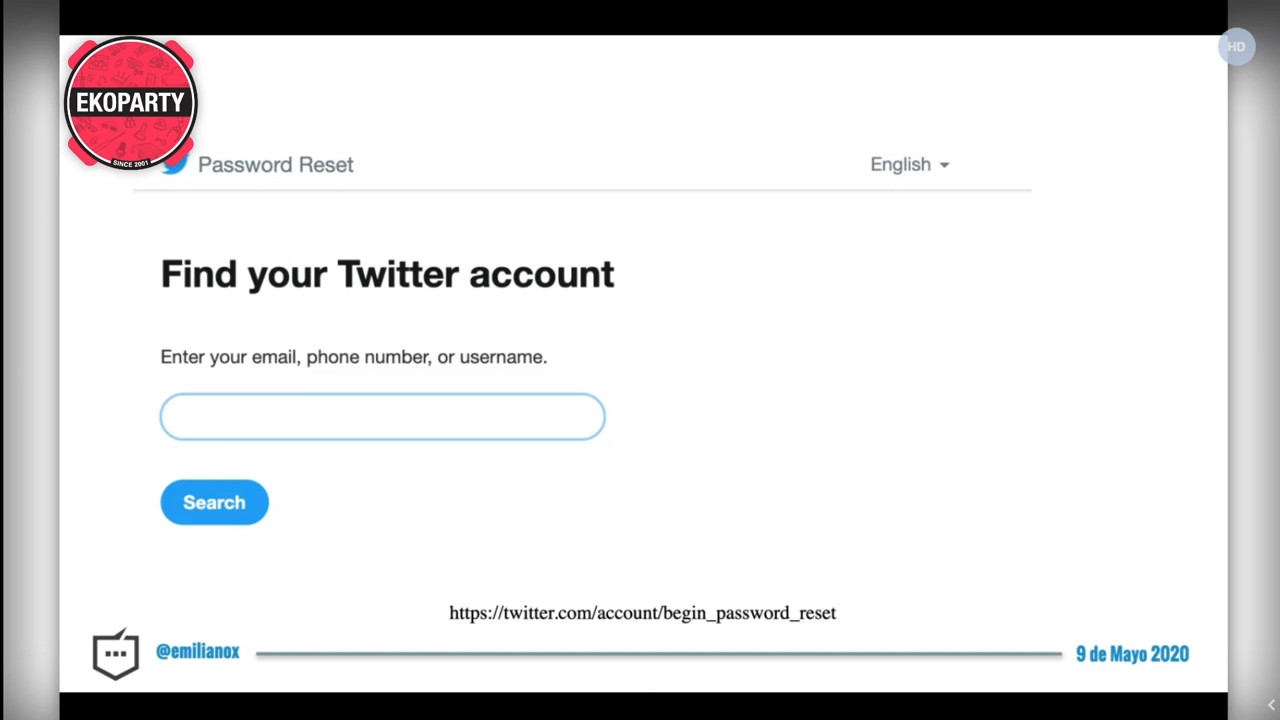 HD
EKOPARTY
SINCE 2001
Password Reset
English
Find your Twitter account
Enter your email, phone number, or username.
Search
https://twitter.com/account/begin_password_reset
@emilianox
9 de Mayo 2020